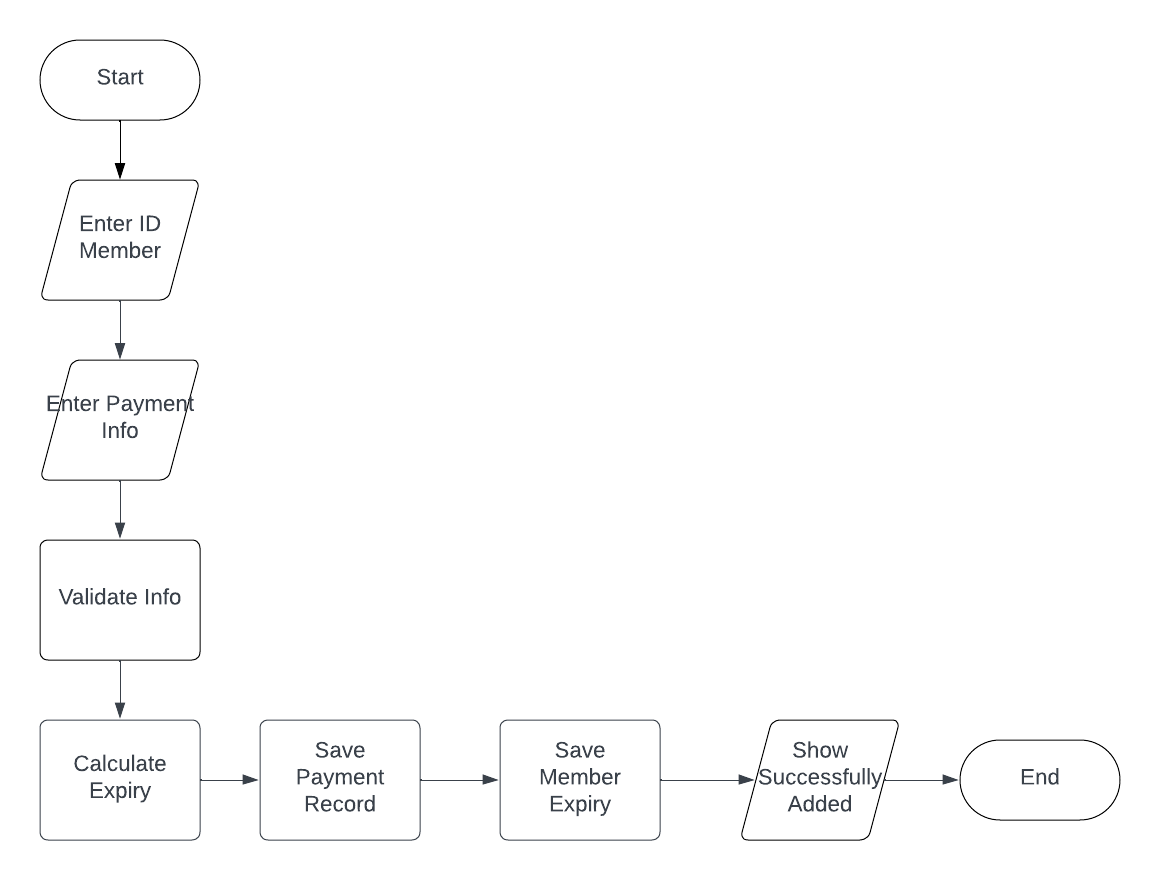 Start
Enter ID
Member
Enter Payment
Info
Validate Info
Calculate
Expiry
Save
Payment
Record
Save
Member
Expiry
Show
Successfully
Added
End